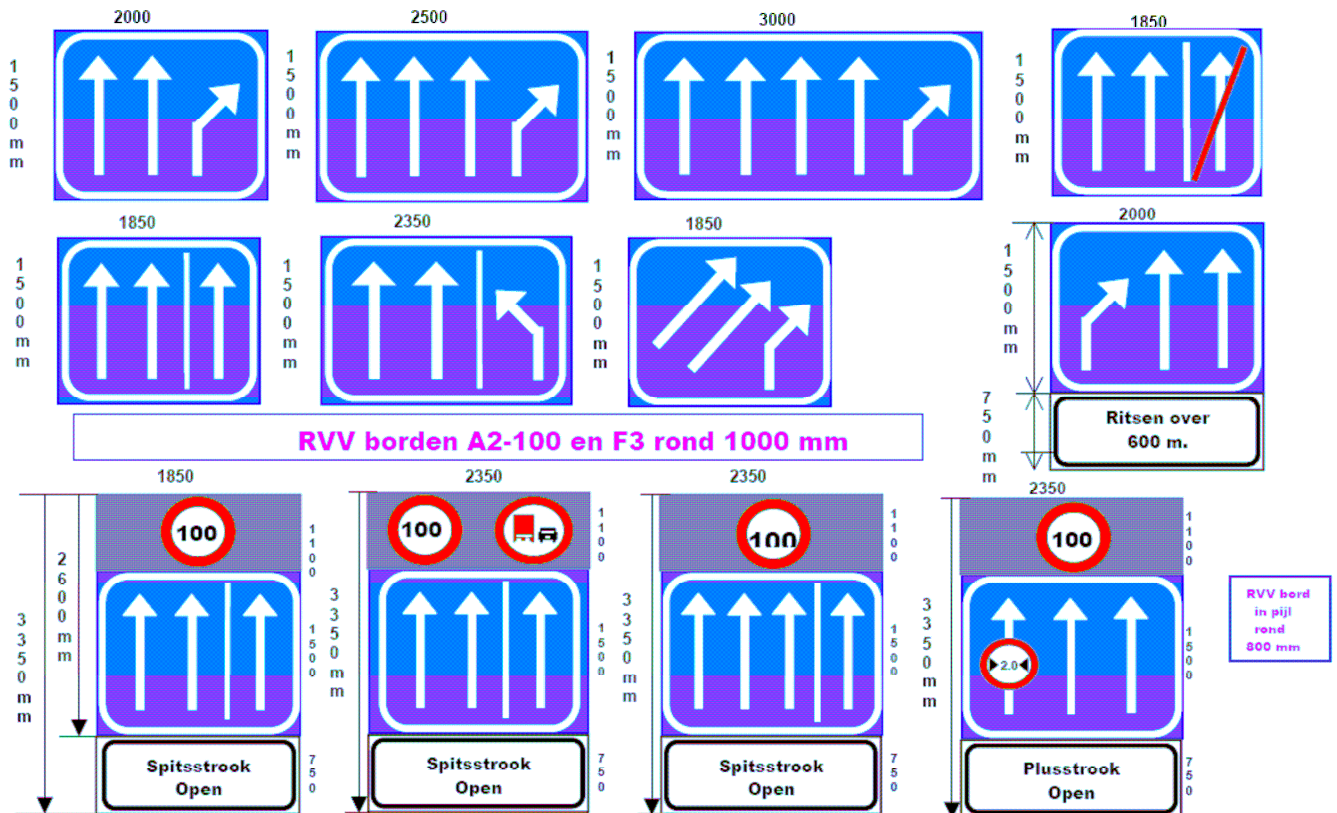 2000
2500
3000
1850
1500mm
1500mm
1500mm
1500mm
1850
2350
1850
2000
1500mm
1500mm
1500mm
1500mm
RVV borden A2-100 en F3 rond 1000 mm
Ritsen over
600 m.
750mm
1850
2350
2350
2350
100
100
100
100
1100
1100
1100
1100
2600mm
3350mm
3350mm
3350mm
3350mm
2.0
1500
1500
1500
1500
RVV bord
in pijl
rond
800 mm
Spitsstrook
Open
750
Spitsstrook
Open
750
Spitsstrook
Open
750
Plusstrook
Open
750